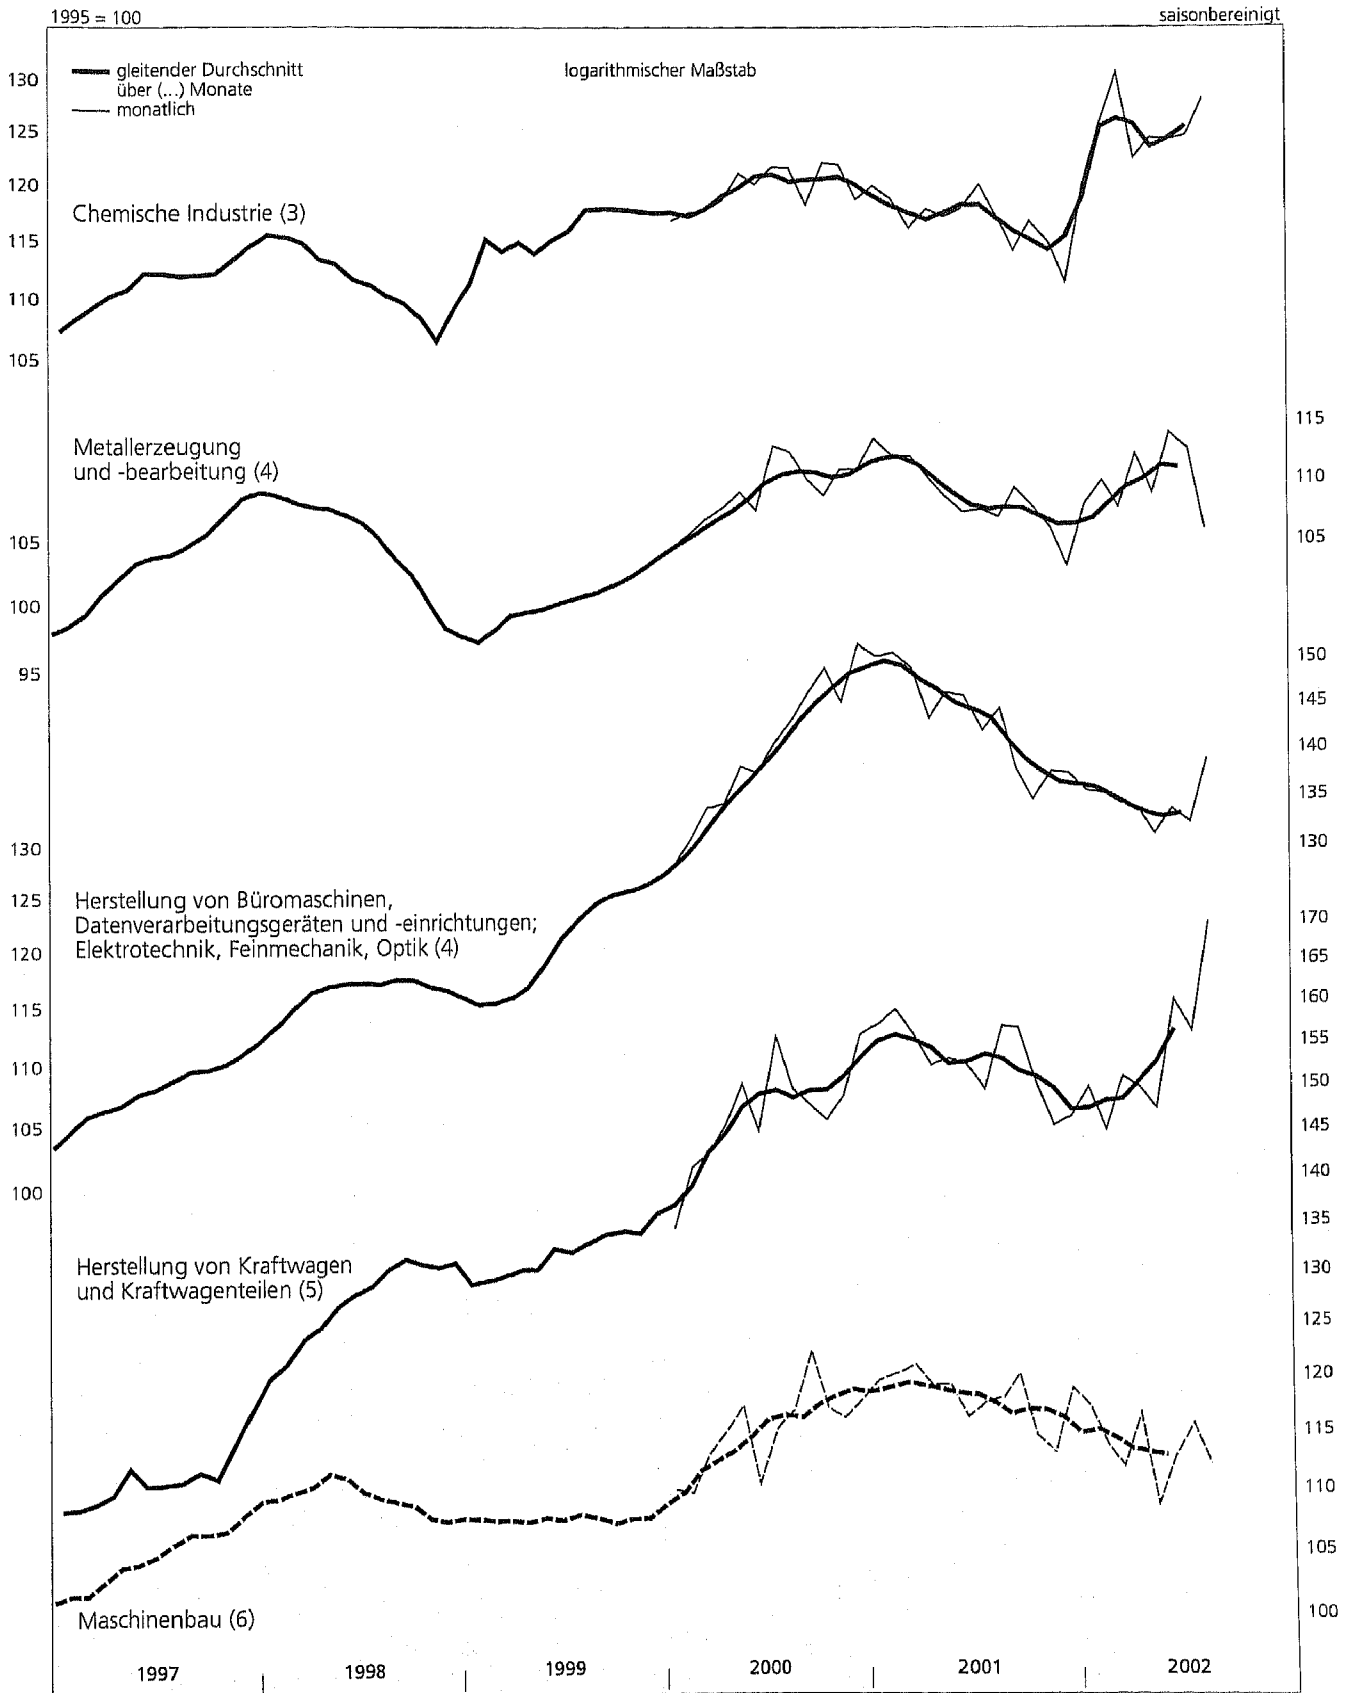 1995 = 100
saisonbereinigt
gleitender Durchschnitt
über (...) Monate
monatlich
logarithmischer Maßstab
130
125
120
115
110
105
Chemische Industrie (3)
115
110
105
Metallerzeugung
und -bearbeitung (4)
105
100
95
150
145
140
135
130
130
125
120
115
110
105
100
Herstellung von Büromaschinen,
Datenverarbeitungsgeräten und -einrichtungen;
Elektrotechnik, Feinmechanik, Optik (4)
170
165
160
155
150
145
140
135
130
125
120
115
110
105
100
Herstellung von Kraftwagen
und Kraftwagenteilen (5)
Maschinenbau (6)
1997 1998 1999 2000 2001 2002